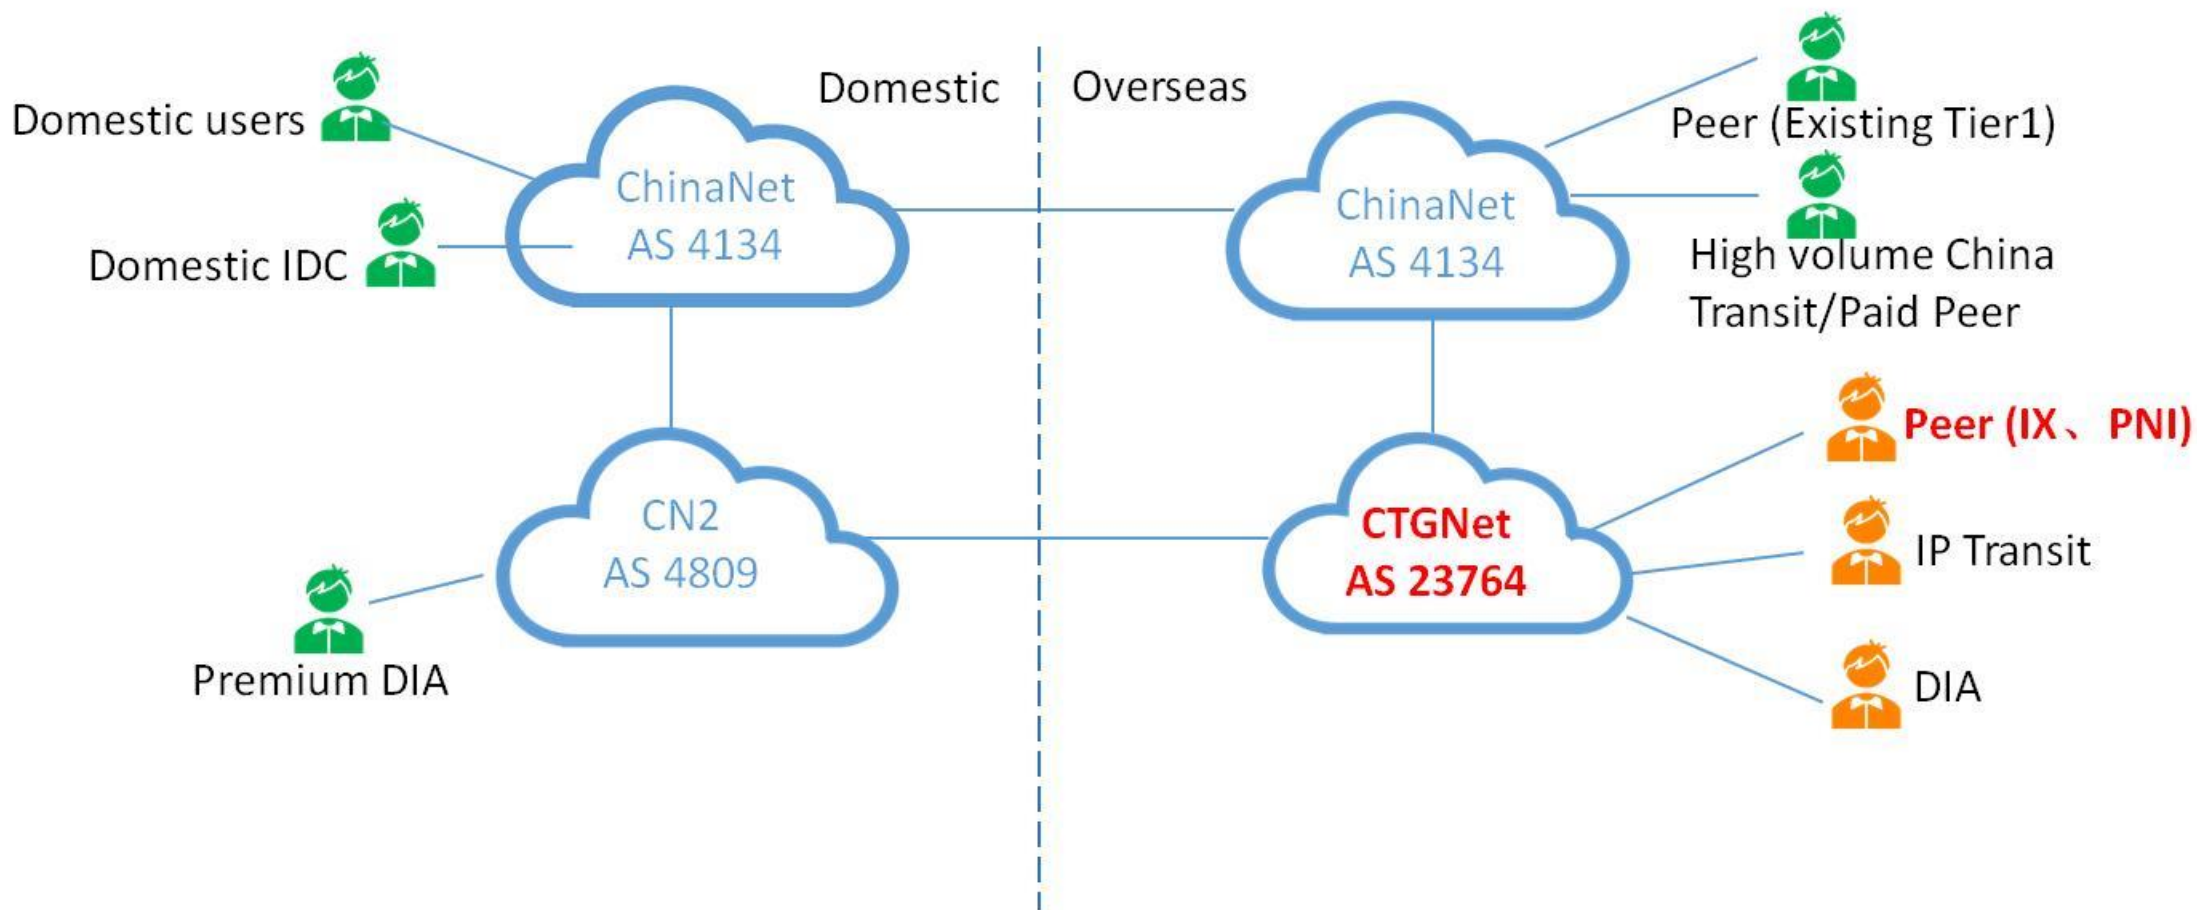 Domestic
Overseas
Domestic users
Domestic IDC
ChinaNet
AS 4134
ChinaNet
AS 4134
Peer (Existing Tier1)
High volume China
Transit/Paid Peer
CN2
AS 4809
Premium DIA
CTGNet
AS 23764
Peer (IX、PNI)
IP Transit
DIA